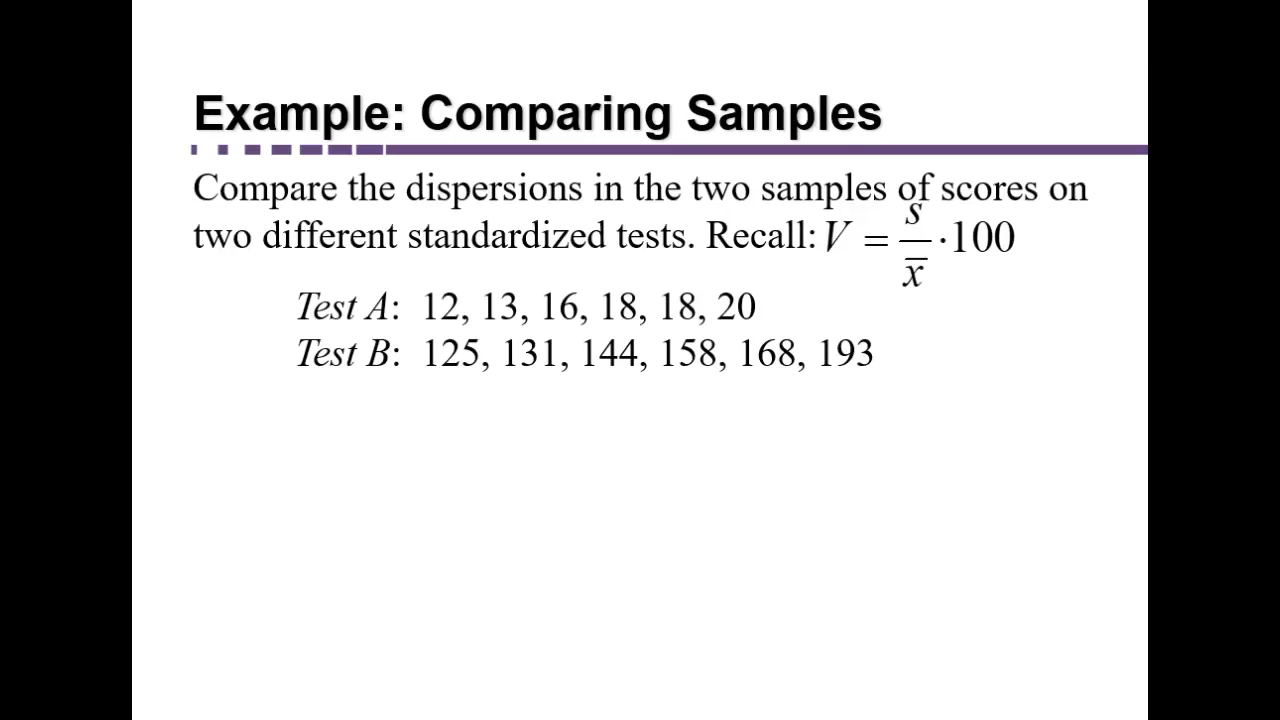 Example: Comparing Samples
Compare the dispersions in the two samples of scores on
two different standardized tests. Recall: V = s/x̅ · 100
Test A: 12, 13, 16, 18, 18, 20
Test B: 125, 131, 144, 158, 168, 193